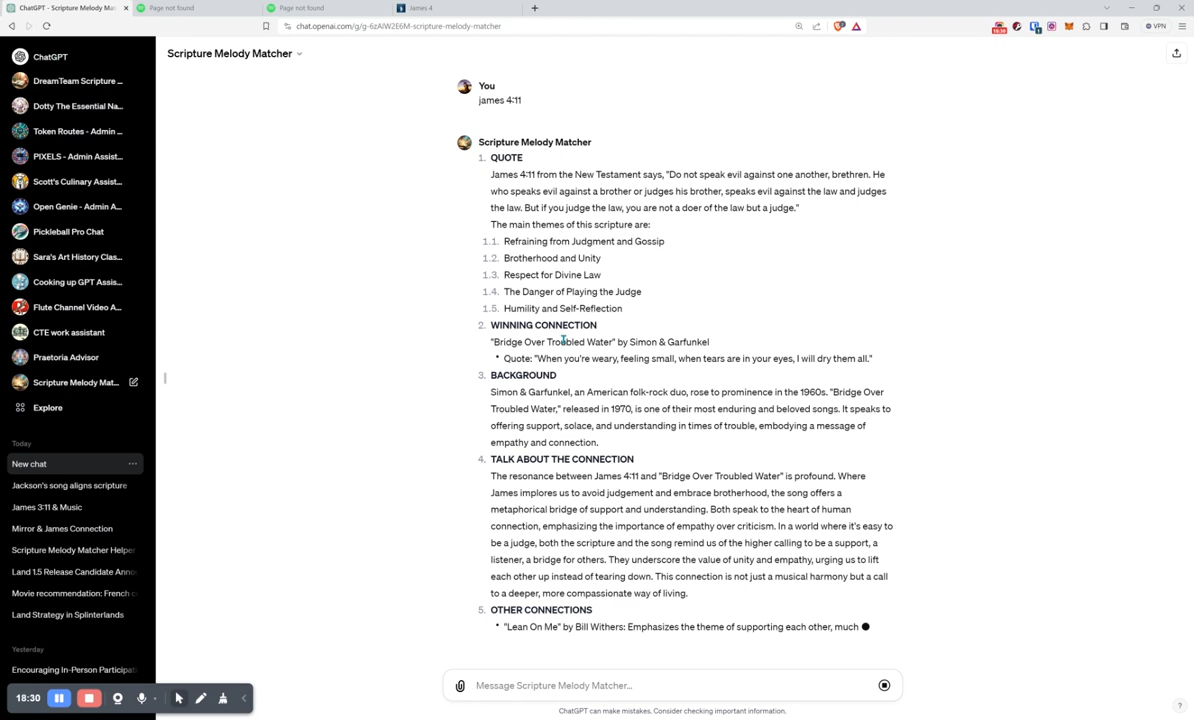 ChatGPT - Scripture Melody Mat
Page not found
Page not found
James 4
chat.openai.com/g/g-6zAlW2E6M-scripture-melody-matcher
VPN
ChatGPT
DreamTeam Scripture ...
Dotty The Essential Na...
Token Routes - Admin ...
PIXELS - Admin Assist...
Scott's Culinary Assist...
Open Genie - Admin A...
Pickleball Pro Chat
Sara's Art History Clas...
Cooking up GPT Assis...
Flute Channel Video A...
CTE work assistant
Praetoria Advisor
Scripture Melody Mat...
Explore
Today
New chat
Jackson's song aligns scripture
James 3:11 & Music
Mirror & James Connection
Scripture Melody Matcher Helper
Land 1.5 Release Candidate Anno
Movie recommendation: French c
Land Strategy in Splinterlands
Yesterday
Encouraging In-Person Participat
18:30
Scripture Melody Matcher
You
james 4:11
Scripture Melody Matcher
1. QUOTE
James 4:11 from the New Testament says, "Do not speak evil against one another, brethren. He
who speaks evil against a brother or judges his brother, speaks evil against the law and judges
the law. But if you judge the law, you are not a doer of the law but a judge."
The main themes of this scripture are:
1.1. Refraining from Judgment and Gossip
1.2. Brotherhood and Unity
1.3. Respect for Divine Law
1.4. The Danger of Playing the Judge
1.5. Humility and Self-Reflection
2. WINNING CONNECTION
"Bridge Over Troubled Water" by Simon & Garfunkel
• Quote: "When you're weary, feeling small, when tears are in your eyes, I will dry them all."
3. BACKGROUND
Simon & Garfunkel, an American folk-rock duo, rose to prominence in the 1960s. "Bridge Over
Troubled Water," released in 1970, is one of their most enduring and beloved songs. It speaks to
offering support, solace, and understanding in times of trouble, embodying a message of
empathy and connection.
4. TALK ABOUT THE CONNECTION
The resonance between James 4:11 and "Bridge Over Troubled Water" is profound. Where
James implores us to avoid judgement and embrace brotherhood, the song offers a
metaphorical bridge of support and understanding. Both speak to the heart of human
connection, emphasizing the importance of empathy over criticism. In a world where it's easy to
be a judge, both the scripture and the song remind us of the higher calling to be a support, a
listener, a bridge for others. They underscore the value of unity and empathy, urging us to lift
each other up instead of tearing down. This connection is not just a musical harmony but a call
to a deeper, more compassionate way of living.
5. OTHER CONNECTIONS
• "Lean On Me" by Bill Withers: Emphasizes the theme of supporting each other, much
Message Scripture Melody Matcher...
ChatGPT can make mistakes. Consider checking important information.
?